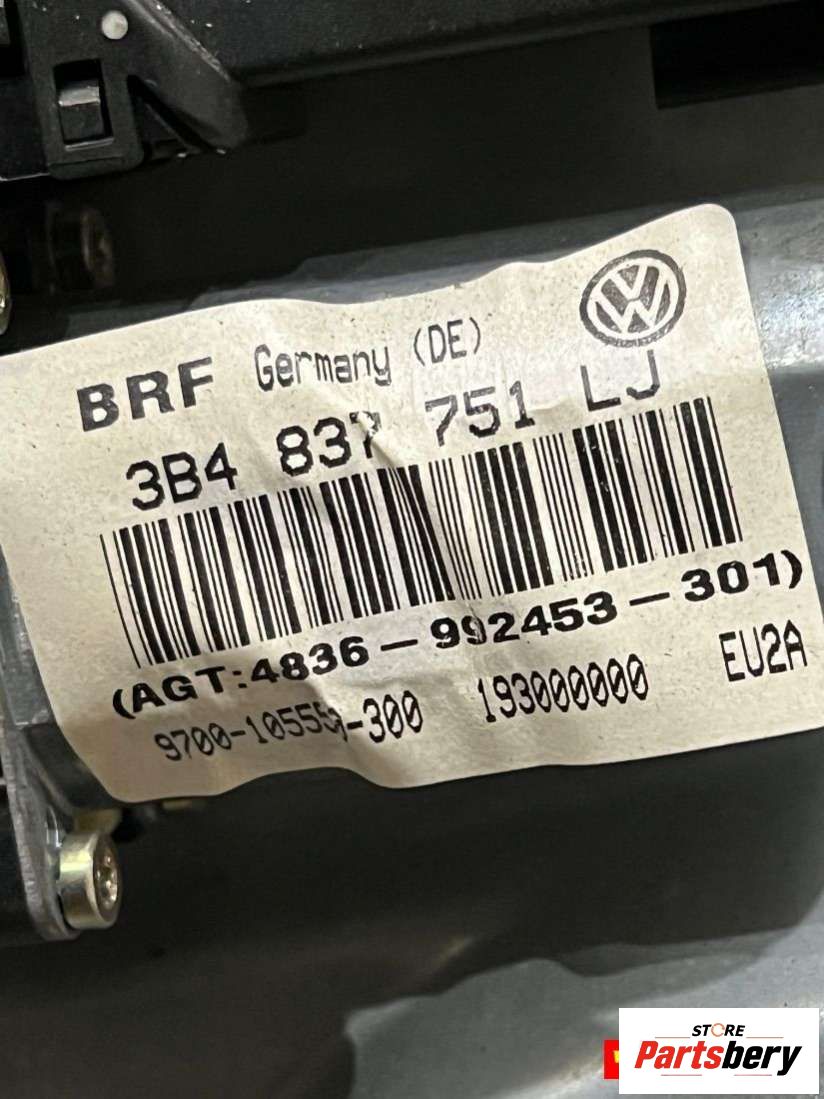 BRF Germany (DE)
3B4 837 751 LJ
(AGT:4836-992453-301)
193000000 EU2A
STORE
Partsbery